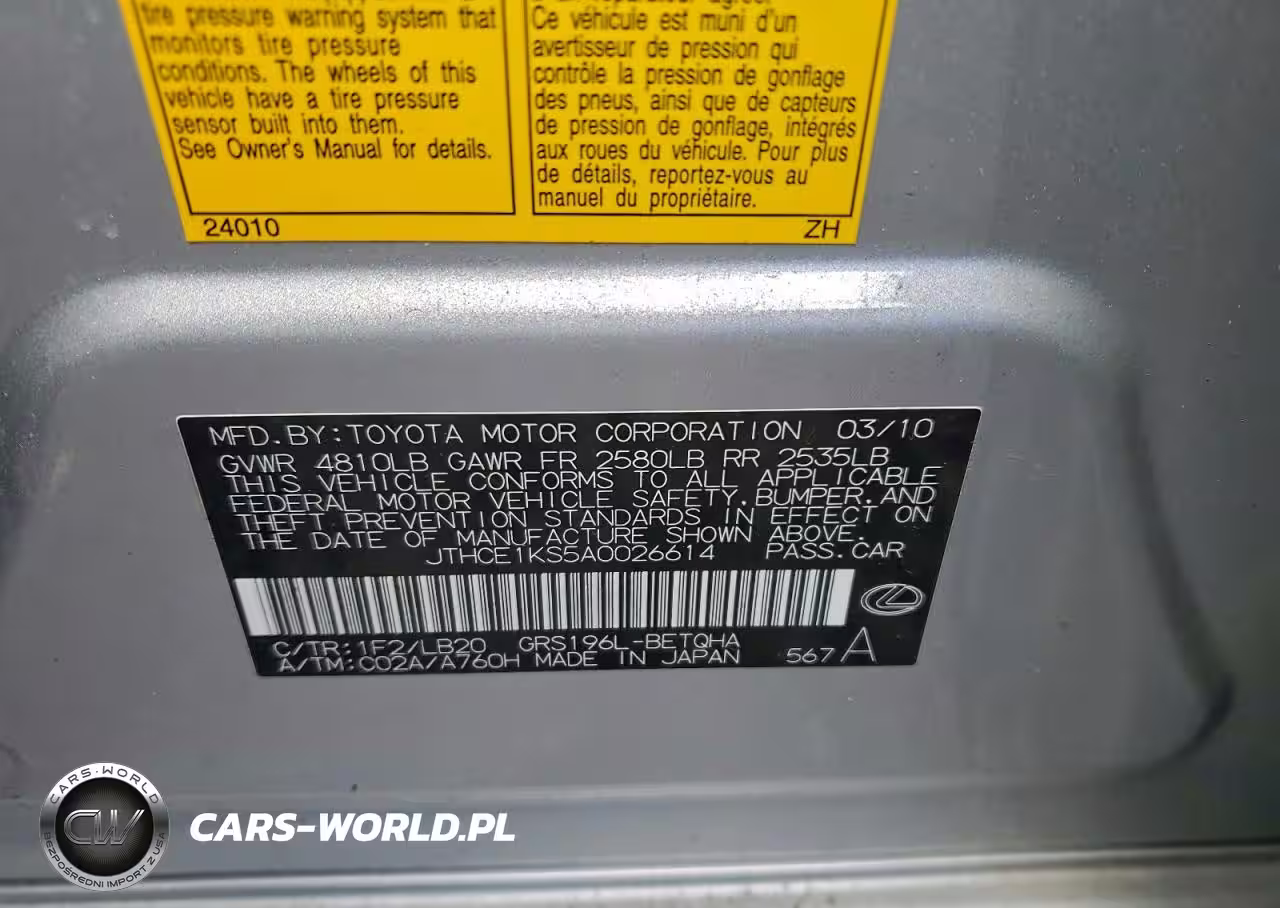 tire pressure warning system that
monitors tire pressure
conditions. The wheels of this
vehicle have a tire pressure
sensor built into them.
See Owner's Manual for details.
Ce véhicule est muni d'un
avertisseur de pression qui
contrôle la pression de gonflage
des pneus, ainsi que de capteurs
de pression de gonflage, intégrés
aux roues du véhicule. Pour plus
de détails, reportez-vous au
manuel du propriétaire.
24010 ZH
MFD.BY:TOYOTA MOTOR CORPORATION 03/10
GVWR 4810LB GAWR FR 2580LB RR 2535LB
THIS VEHICLE CONFORMS TO ALL APPLICABLE
FEDERAL MOTOR VEHICLE SAFETY,BUMPER,AND
THEFT PREVENTION STANDARDS IN EFFECT ON
THE DATE OF MANUFACTURE SHOWN ABOVE.
JTHCE1KS5A0026614 PASS.CAR
C/TR:1F2/LB20 GRS196L-BETQHA
A/TM:C02A/A760H MADE IN JAPAN 567 A
CARS-WORLD
CW
BEZPOŚREDNI IMPORT Z USA
CARS-WORLD.PL